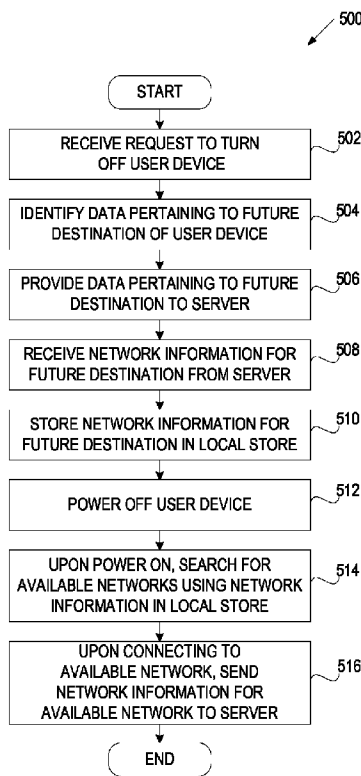 500
START
RECEIVE REQUEST TO TURN
OFF USER DEVICE
502
IDENTIFY DATA PERTAINING TO FUTURE
DESTINATION OF USER DEVICE
504
PROVIDE DATA PERTAINING TO FUTURE
DESTINATION TO SERVER
506
RECEIVE NETWORK INFORMATION FOR
FUTURE DESTINATION FROM SERVER
508
STORE NETWORK INFORMATION FOR
FUTURE DESTINATION IN LOCAL STORE
510
POWER OFF USER DEVICE
512
UPON POWER ON, SEARCH FOR
AVAILABLE NETWORKS USING NETWORK
INFORMATION IN LOCAL STORE
514
UPON CONNECTING TO
AVAILABLE NETWORK, SEND
NETWORK INFORMATION FOR
AVAILABLE NETWORK TO SERVER
516
END